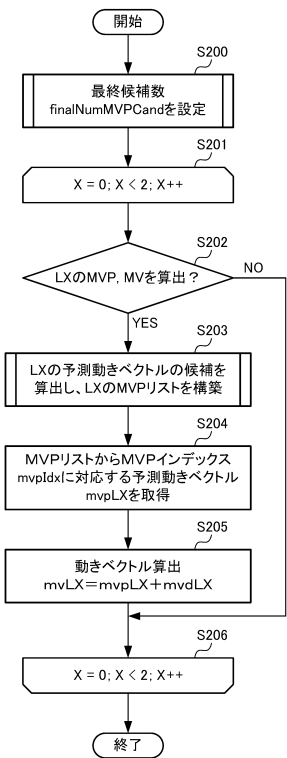 開始
S200
最終候補数
finalNumMVPCandを設定
S201
X = 0; X < 2; X++
S202
LXのMVP, MVを算出？
NO
YES
S203
LXの予測動きベクトルの候補を
算出し、LXのMVPリストを構築
S204
MVPリストからMVPインデックス
mvpIdxに対応する予測動きベクトル
mvpLXを取得
S205
動きベクトル算出
mvLX＝mvpLX＋mvdLX
S206
X = 0; X < 2; X++
終了